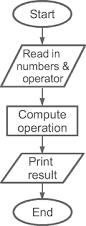 Start
Read in
numbers &
operator
Compute
operation
Print
result
End